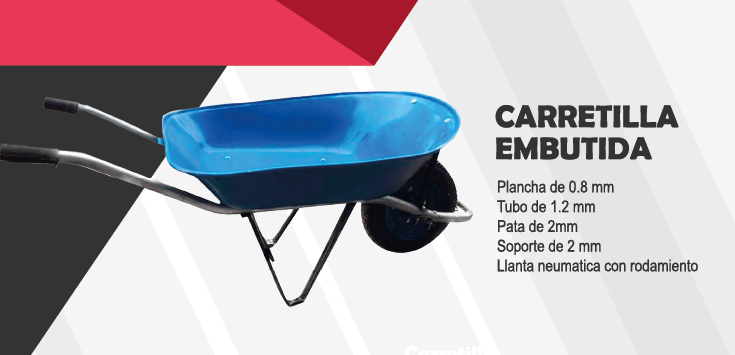 CARRETILLA
EMBUTIDA
Plancha de 0.8 mm
Tubo de 1.2 mm
Pata de 2mm
Soporte de 2 mm
Llanta neumatica con rodamiento